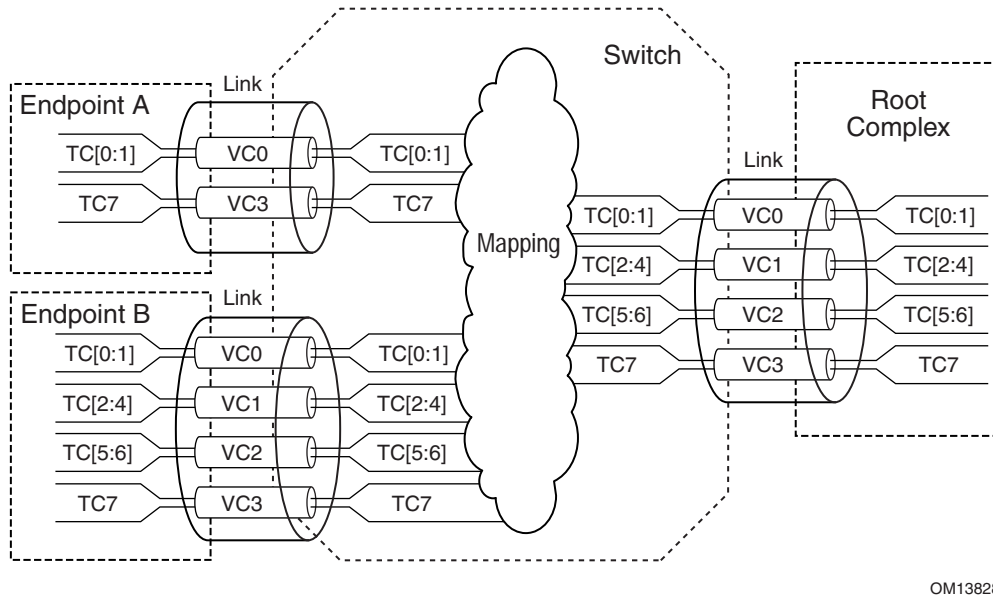 Switch
Link
Endpoint A
TC[0:1]
VC0
TC[0:1]
TC7
VC3
TC7
Link
Endpoint B
TC[0:1]
VC0
TC[0:1]
TC[2:4]
VC1
TC[2:4]
TC[5:6]
VC2
TC[5:6]
TC7
VC3
TC7
Mapping
Root
Complex
Link
TC[0:1]
VC0
TC[0:1]
TC[2:4]
VC1
TC[2:4]
TC[5:6]
VC2
TC[5:6]
TC7
VC3
TC7
OM13828